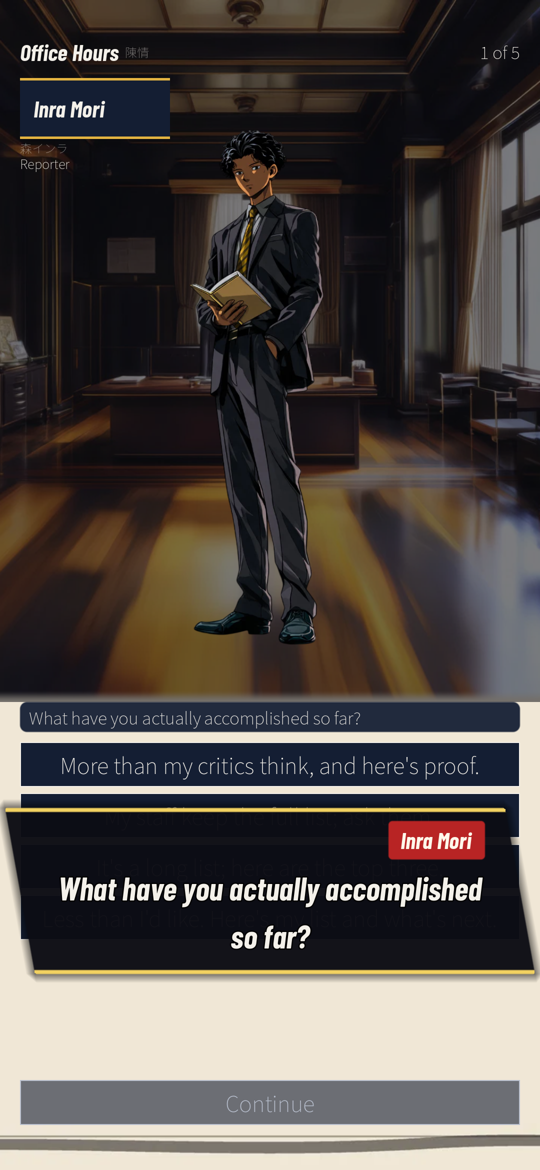 Office Hours 陳情
1 of 5
Inra Mori
森インラ
Reporter
What have you actually accomplished so far?
More than my critics think, and here's proof.
Inra Mori
What have you actually accomplished
so far?
Continue